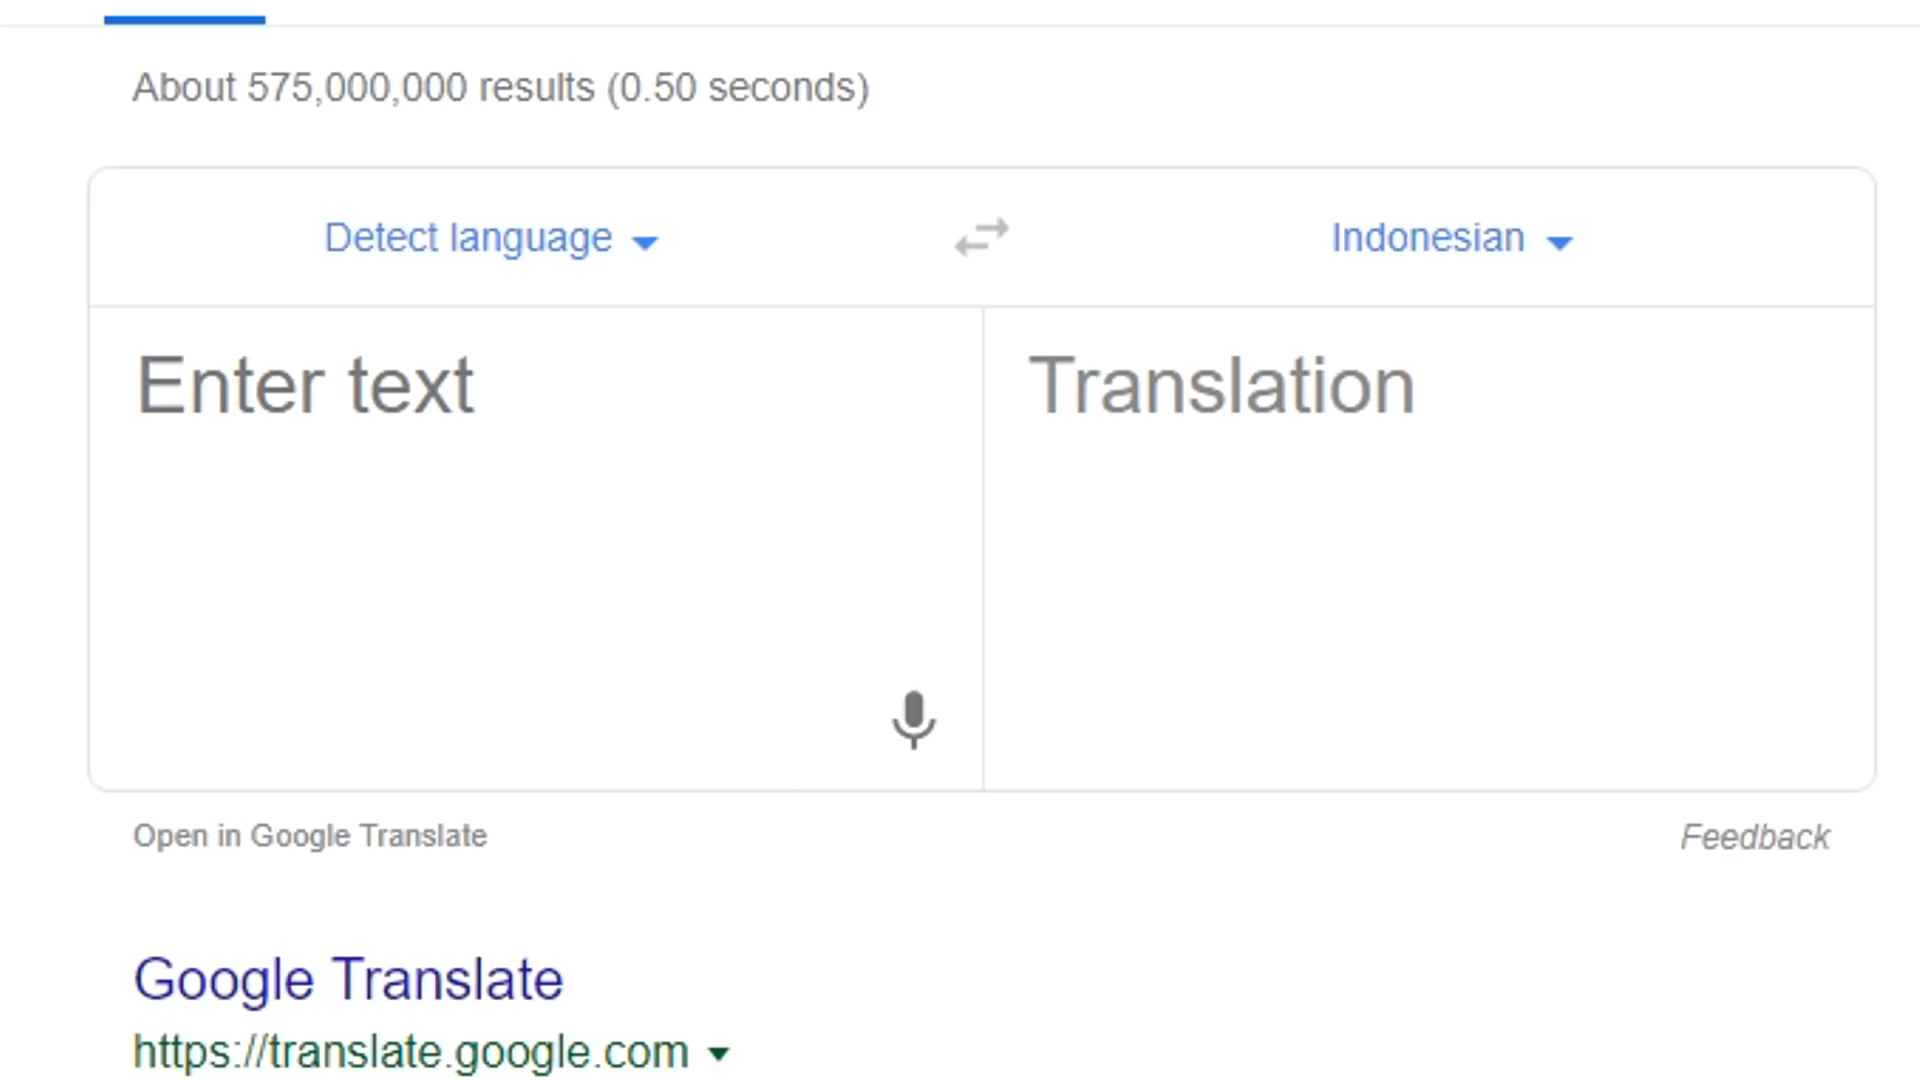 About 575,000,000 results (0.50 seconds)
Detect language
Indonesian
Enter text
Translation
Open in Google Translate
Feedback
Google Translate
https://translate.google.com